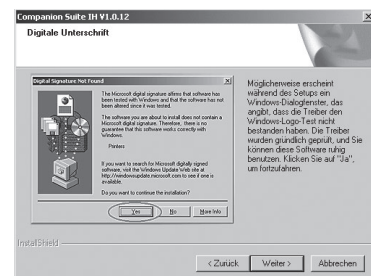 Companion Suite IH V1.0.12
Digitale Unterschrift
Digital Signature Not Found
The Microsoft digital signature affirms that software has
been tested with Windows and that the software has not
been altered since it was tested.
The software you are about to install does not contain a
Microsoft digital signature. Therefore, there is no
guarantee that this software works correctly with
Windows.
Printers
If you want to search for Microsoft digitally signed
software, visit the Windows Update Web site at
http://windowsupdate.microsoft.com to see if one is
available.
Do you want to continue the installation?
Yes
No
More Info
Möglicherweise erscheint
während des Setups ein
Windows-Dialogfenster, das
angibt, dass die Treiber den
Windows-Logo-Test nicht
bestanden haben. Die Treiber
wurden gründlich geprüft, und Sie
können diese Software ruhig
benutzen. Klicken Sie auf "Ja",
um fortzufahren.
InstallShield
< Zurück
Weiter >
Abbrechen